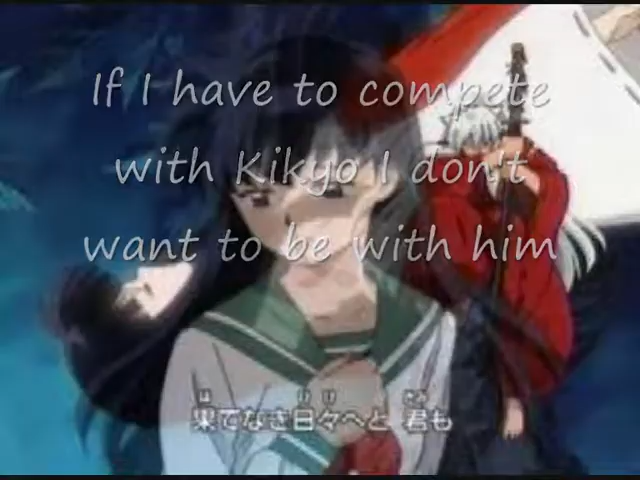 If I have to compete
with Kikyo I don't
want to be with him
果てなき日々へと 君も